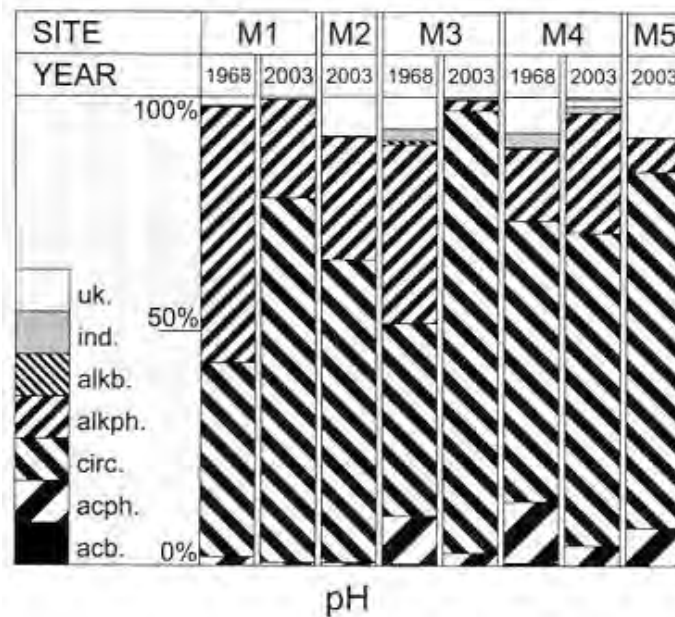 SITE M1 M2 M3 M4 M5
YEAR 1968 2003 2003 1968 2003 1968 2003 2003
100%
uk.
ind.
50%
alkb.
alkph.
circ.
acph.
acb.
0%
pH